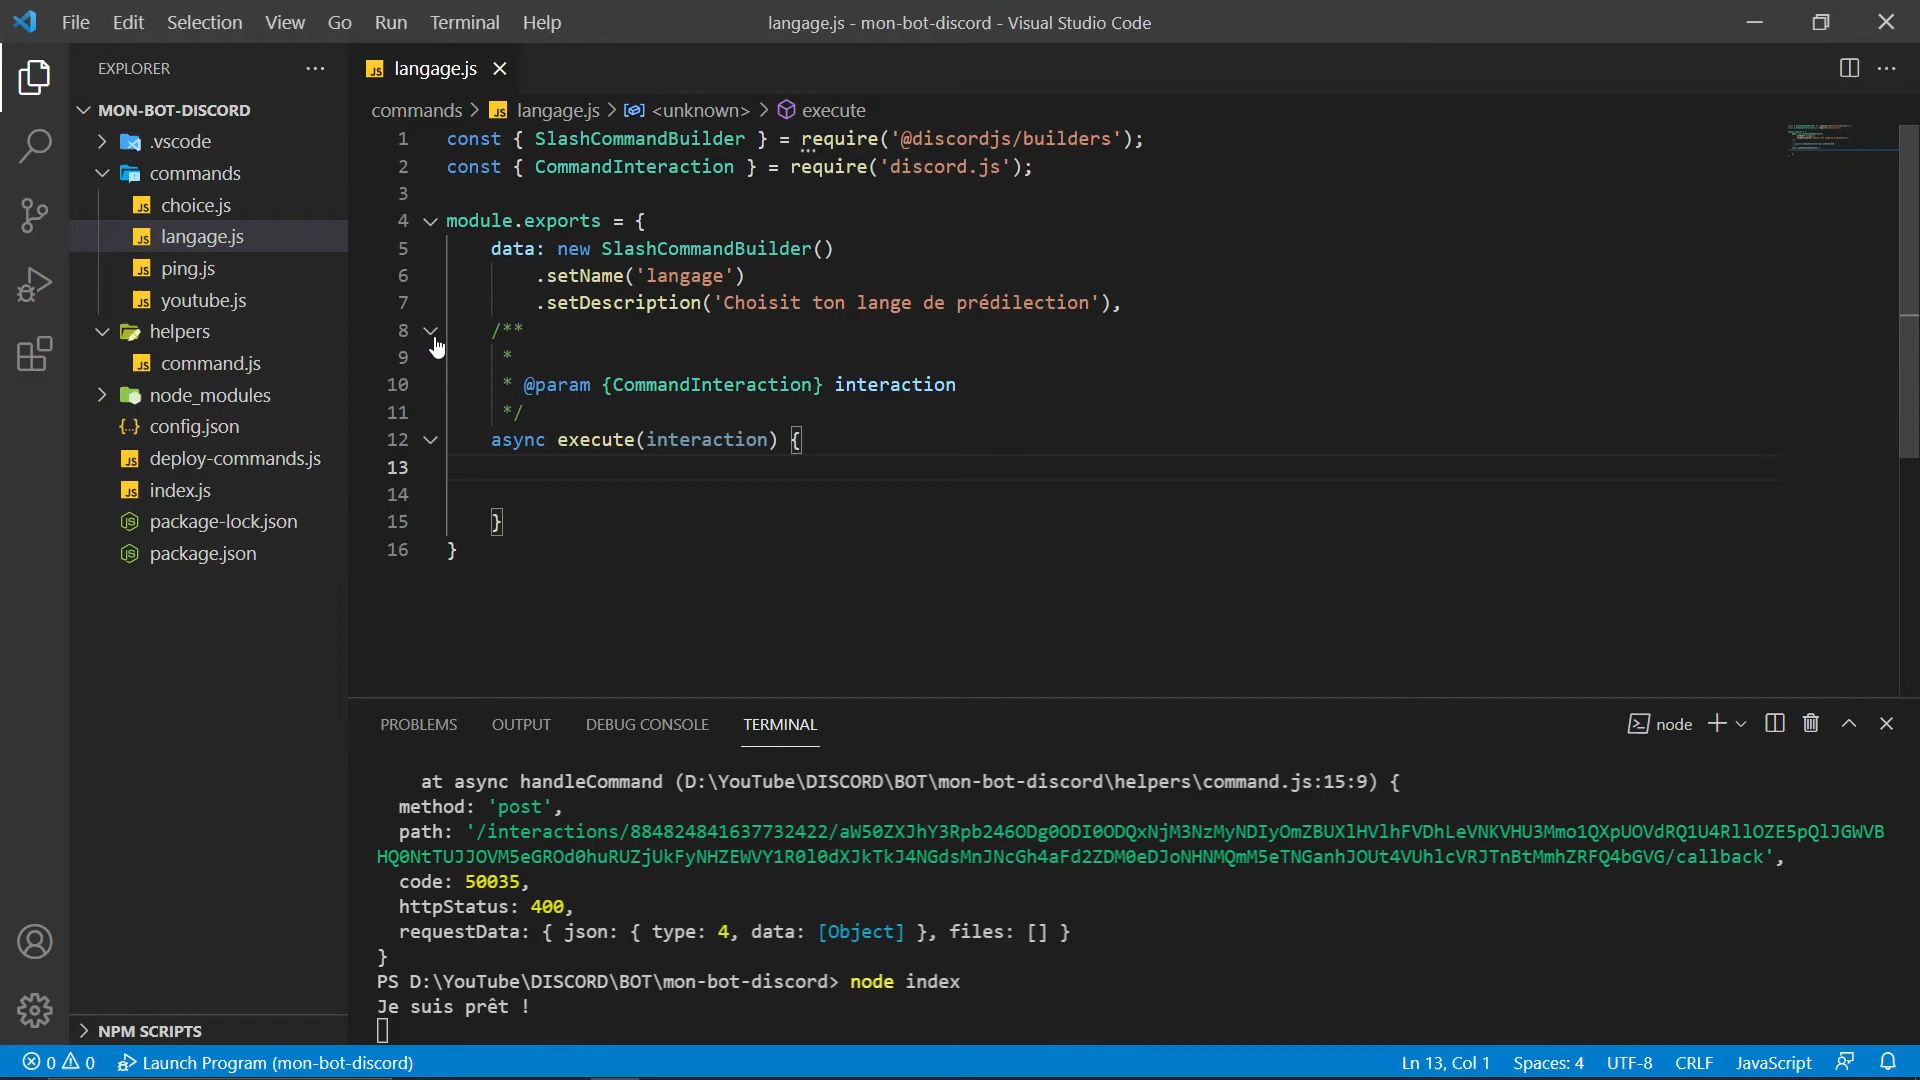 File Edit Selection View Go Run Terminal Help
langage.js - mon-bot-discord - Visual Studio Code
EXPLORER
MON-BOT-DISCORD
.vscode
commands
choice.js
langage.js
ping.js
youtube.js
helpers
command.js
node_modules
config.json
deploy-commands.js
index.js
package-lock.json
package.json
NPM SCRIPTS
langage.js
commands > langage.js > <unknown> > execute
1 const { SlashCommandBuilder } = require('@discordjs/builders');
2 const { CommandInteraction } = require('discord.js');
3
4 module.exports = {
5 data: new SlashCommandBuilder()
6 .setName('langage')
7 .setDescription('Choisit ton lange de prédilection'),
8 /**
9 *
10 * @param {CommandInteraction} interaction
11 */
12 async execute(interaction) {
13
14
15 }
16 }
PROBLEMS OUTPUT DEBUG CONSOLE TERMINAL
node
at async handleCommand (D:\YouTube\DISCORD\BOT\mon-bot-discord\helpers\command.js:15:9) {
method: 'post',
code: 50035,
httpStatus: 400,
requestData: { json: { type: 4, data: [Object] }, files: [] }
}
PS D:\YouTube\DISCORD\BOT\mon-bot-discord> node index
Je suis prêt !
0 0 Launch Program (mon-bot-discord)
Ln 13, Col 1 Spaces: 4 UTF-8 CRLF JavaScript